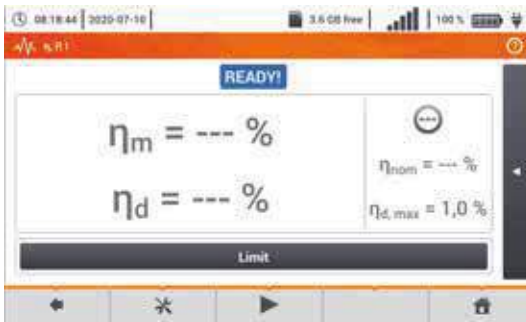 08:18:44 2020-07-10 3.6 GB free 100 %
READY!
ηm = --- %
ηd = --- %
---
ηnom = --- %
ηd, max = 1,0 %
Limit